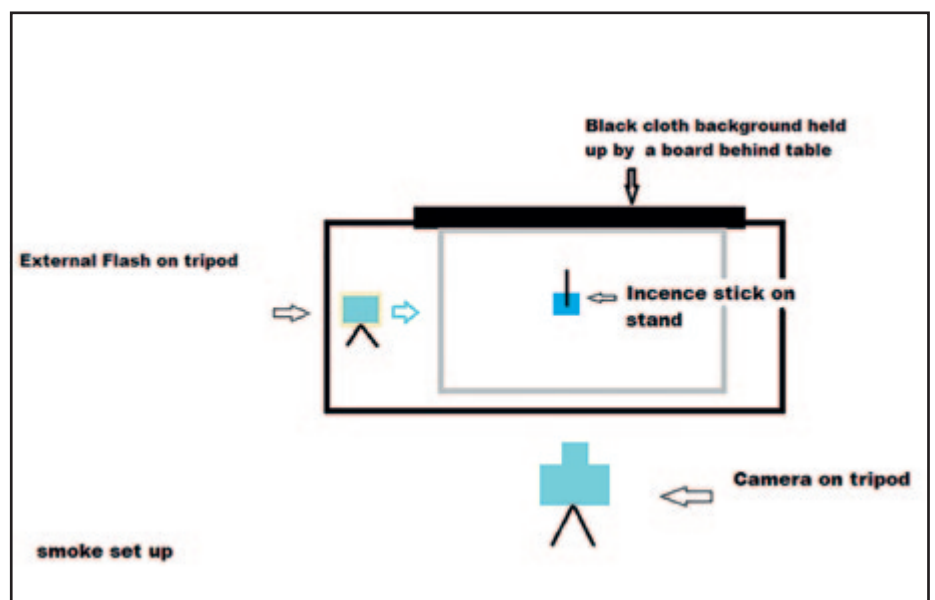 Black cloth background held
up by a board behind table
External Flash on tripod
Incence stick on
stand
Camera on tripod
smoke set up